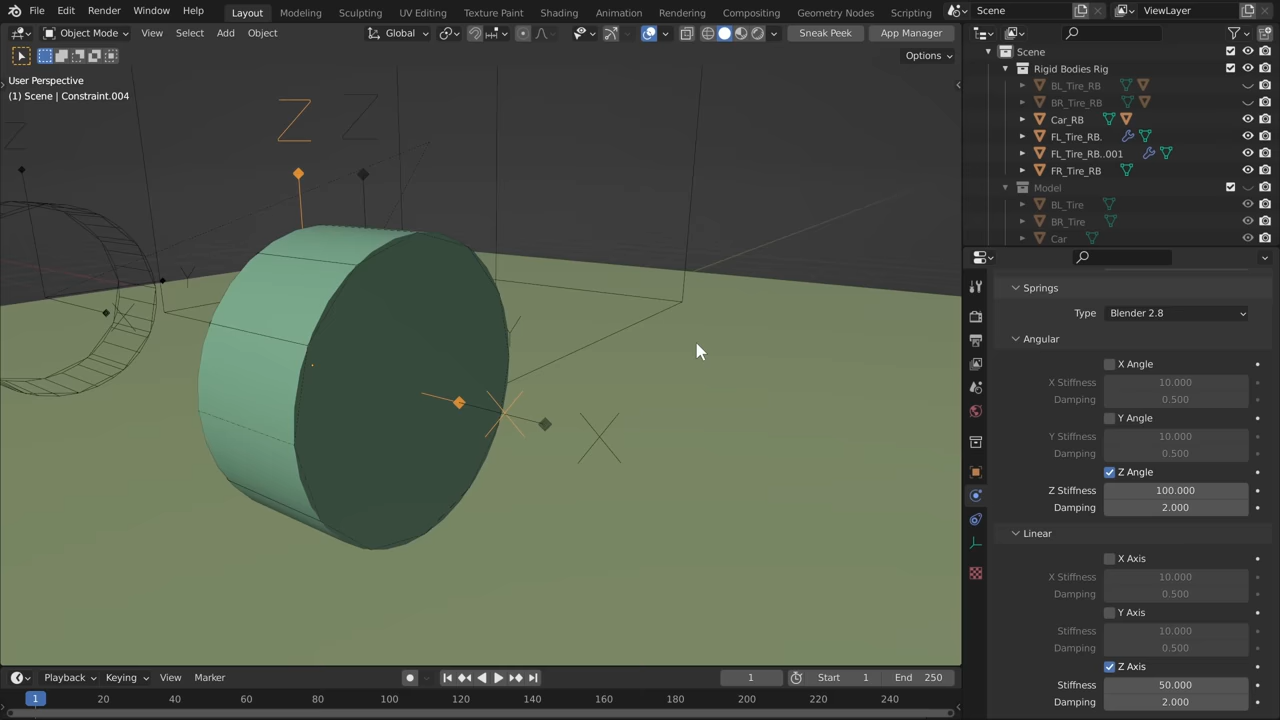 File Edit Render Window Help Layout Modeling Sculpting UV Editing Texture Paint Shading Animation Rendering Compositing Geometry Nodes Scripting Scene ViewLayer
Object Mode View Select Add Object Global Sneak Peek App Manager
Options
User Perspective
(1) Scene | Constraint.004
Z Z
Z
Y
X
Y
X
X
Scene
Rigid Bodies Rig
BL_Tire_RB
BR_Tire_RB
Car_RB
FL_Tire_RB.
FL_Tire_RB..001
FR_Tire_RB
Model
BL_Tire
BR_Tire
Car
Springs
Type Blender 2.8
Angular
X Angle
X Stiffness 10.000
Damping 0.500
Y Angle
Y Stiffness 10.000
Damping 0.500
Z Angle
Z Stiffness 100.000
Damping 2.000
Linear
X Axis
X Stiffness 10.000
Damping 0.500
Y Axis
Stiffness 10.000
Damping 0.500
Z Axis
Stiffness 50.000
Damping 2.000
Playback Keying View Marker 1 Start 1 End 250
1 20 40 60 80 100 120 140 160 180 200 220 240